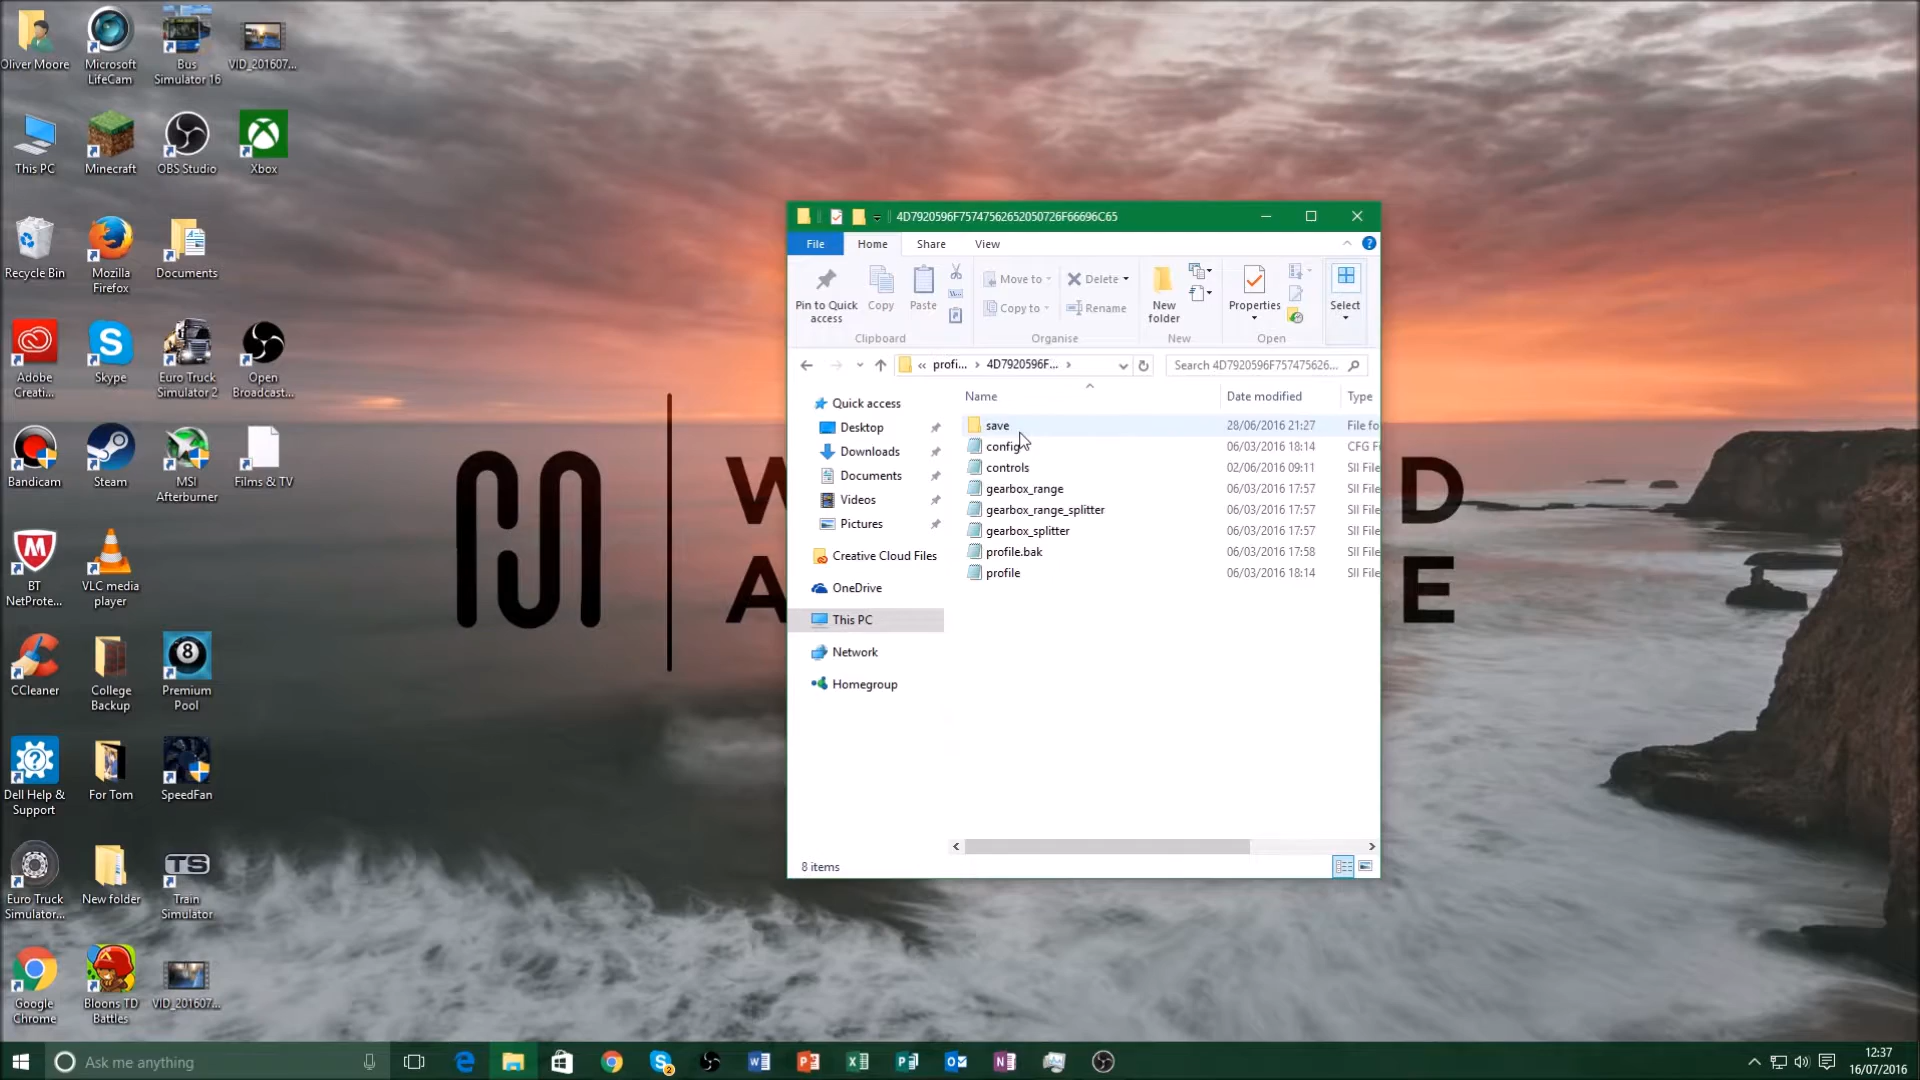 Oliver Moore
Microsoft
LifeCam
Bus
Simulator 16
VID_201607...
This PC
Minecraft
OBS Studio
Xbox
Recycle Bin
Mozilla
Firefox
Documents
Adobe
Creati...
Skype
Euro Truck
Simulator 2
Open
Broadcast...
Bandicam
Steam
MSI
Afterburner
Films & TV
BT
NetProte...
VLC media
player
CCleaner
College
Backup
Premium
Pool
Dell Help &
Support
For Tom
SpeedFan
Euro Truck
Simulator...
New folder
Train
Simulator
Google
Chrome
Bloons TD
Battles
VID_201607...
4D7920596F75747562652050726F66696C65
File Home Share View
Pin to Quick
access
Copy
Paste
Move to
Copy to
Delete
Rename
New
folder
Properties
Select
Clipboard Organise New Open
« profi... › 4D7920596F... ›
Search 4D7920596F757475626...
Name Date modified Type
Quick access
Desktop
Downloads
Documents
Videos
Pictures
Creative Cloud Files
OneDrive
This PC
Network
Homegroup
save 28/06/2016 21:27 File fo
config 06/03/2016 18:14 CFG Fi
controls 02/06/2016 09:11 SII File
gearbox_range 06/03/2016 17:57 SII File
gearbox_range_splitter 06/03/2016 17:57 SII File
gearbox_splitter 06/03/2016 17:57 SII File
profile.bak 06/03/2016 17:58 SII File
profile 06/03/2016 18:14 SII File
8 items
W D
A E
Ask me anything
12:37
16/07/2016